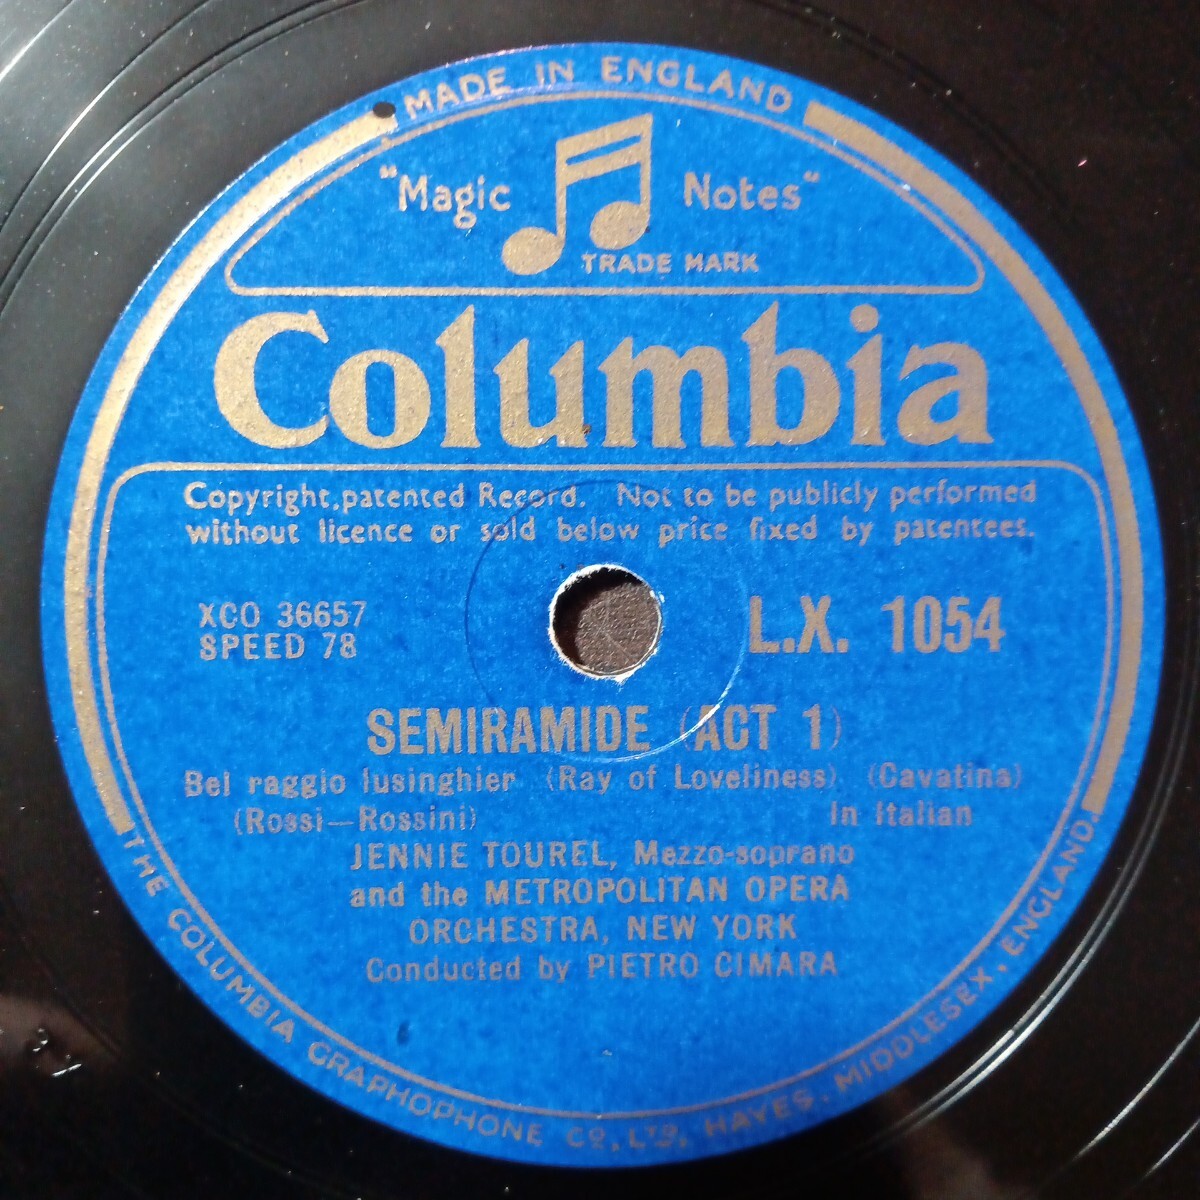 MADE IN ENGLAND
"Magic Notes"
TRADE MARK
Columbia
Copyright, patented Record. Not to be publicly performed
without licence or sold below price fixed by patentees.
XCO 36657
SPEED 78
L.X. 1054
SEMIRAMIDE (ACT 1)
Bel raggio lusinghier (Ray of Loveliness) (Cavatina)
(Rossi—Rossini) In Italian
JENNIE TOUREL, Mezzo-soprano
and the METROPOLITAN OPERA
ORCHESTRA, NEW YORK
Conducted by PIETRO CIMARA
THE COLUMBIA GRAPHOPHONE CO, LTD, HAYES, MIDDLESEX, ENGLAND.